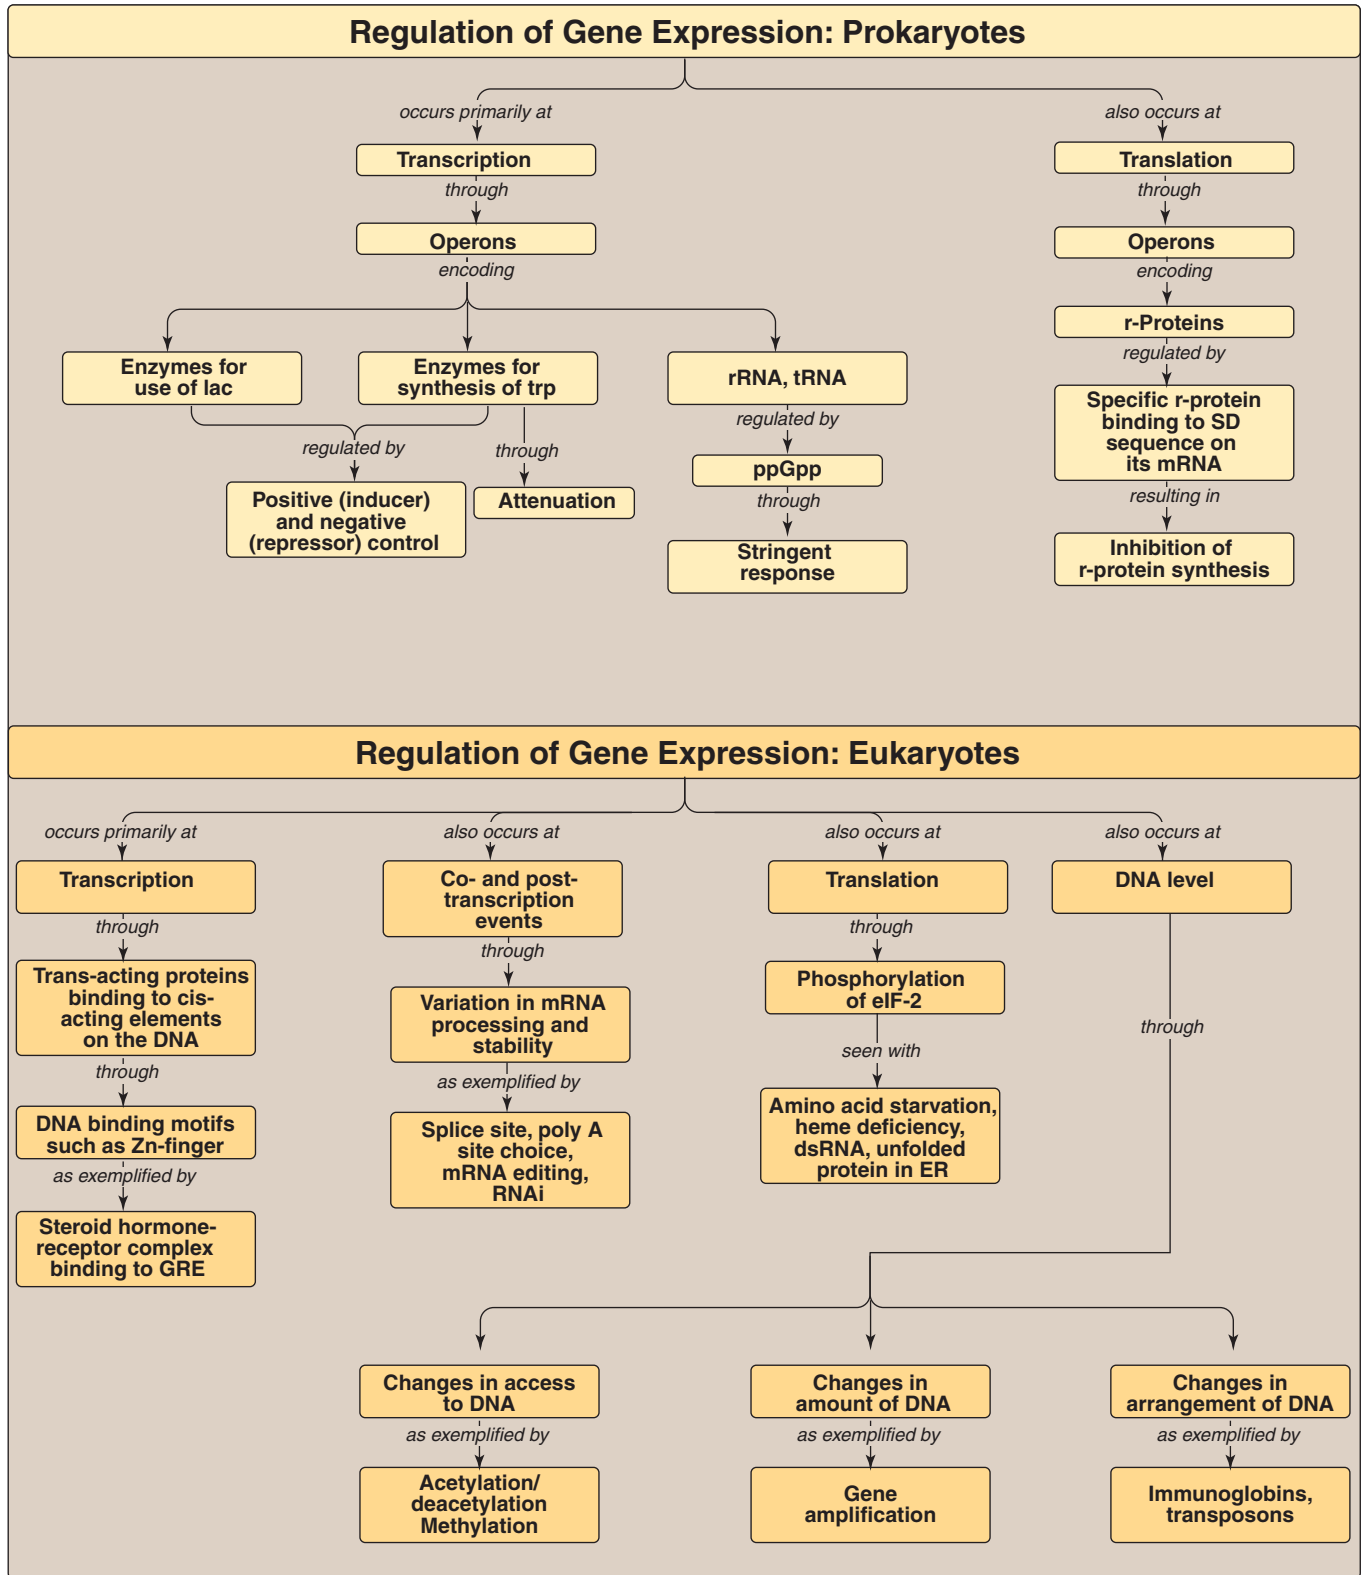 Regulation of Gene Expression: Prokaryotes
occurs primarily at
also occurs at
Transcription
Translation
through
through
Operons
Operons
encoding
encoding
r-Proteins
regulated by
Enzymes for
use of lac
Enzymes for
synthesis of trp
rRNA, tRNA
regulated by
through
regulated by
Specific r-protein
binding to SD
sequence on
its mRNA
Positive (inducer)
and negative
(repressor) control
Attenuation
ppGpp
through
resulting in
Stringent
response
Inhibition of
r-protein synthesis
Regulation of Gene Expression: Eukaryotes
occurs primarily at
also occurs at
also occurs at
also occurs at
Transcription
Co- and post-
transcription
events
Translation
DNA level
through
through
through
through
Trans-acting proteins
binding to cis-
acting elements
on the DNA
Variation in mRNA
processing and
stability
Phosphorylation
of eIF-2
through
as exemplified by
seen with
DNA binding motifs
such as Zn-finger
Splice site, poly A
site choice,
mRNA editing,
RNAi
Amino acid starvation,
heme deficiency,
dsRNA, unfolded
protein in ER
as exemplified by
Steroid hormone-
receptor complex
binding to GRE
Changes in access
to DNA
Changes in
amount of DNA
Changes in
arrangement of DNA
as exemplified by
as exemplified by
as exemplified by
Acetylation/
deacetylation
Methylation
Gene
amplification
Immunoglobins,
transposons